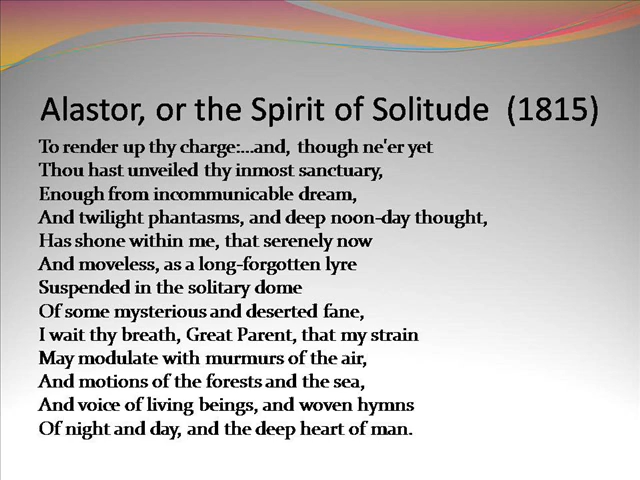 Alastor, or the Spirit of Solitude (1815)
To render up thy charge:...and, though ne'er yet
Thou hast unveiled thy inmost sanctuary,
Enough from incommunicable dream,
And twilight phantasms, and deep noon-day thought,
Has shone within me, that serenely now
And moveless, as a long-forgotten lyre
Suspended in the solitary dome
Of some mysterious and deserted fane,
I wait thy breath, Great Parent, that my strain
May modulate with murmurs of the air,
And motions of the forests and the sea,
And voice of living beings, and woven hymns
Of night and day, and the deep heart of man.